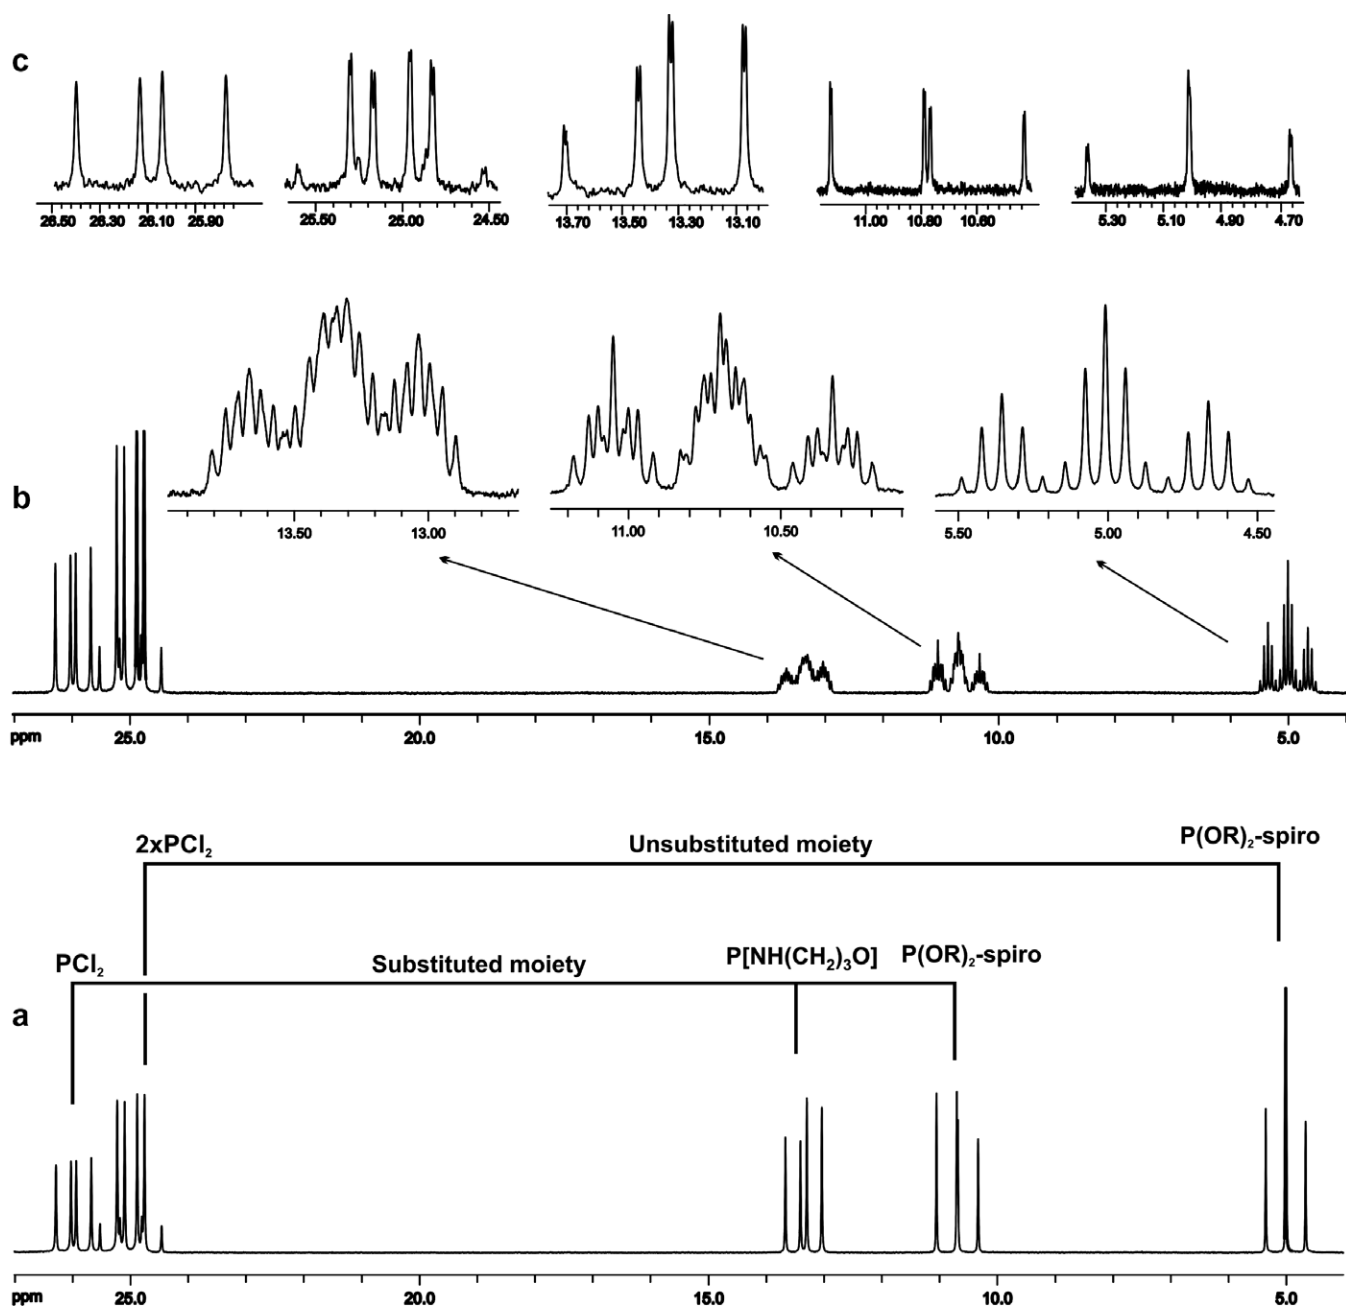 c
26.50 26.30 26.10 25.90
25.50 25.00 24.50
13.70 13.50 13.30 13.10
11.00 10.80 10.60
5.30 5.10 4.90 4.70
b
13.50 13.00
11.00 10.50
5.50 5.00 4.50
ppm 25.0 20.0 15.0 10.0 5.0
2xPCl₂ Unsubstituted moiety P(OR)₂-spiro
PCl₂ Substituted moiety P[NH(CH₂)₃O] P(OR)₂-spiro
a
ppm 25.0 20.0 15.0 10.0 5.0